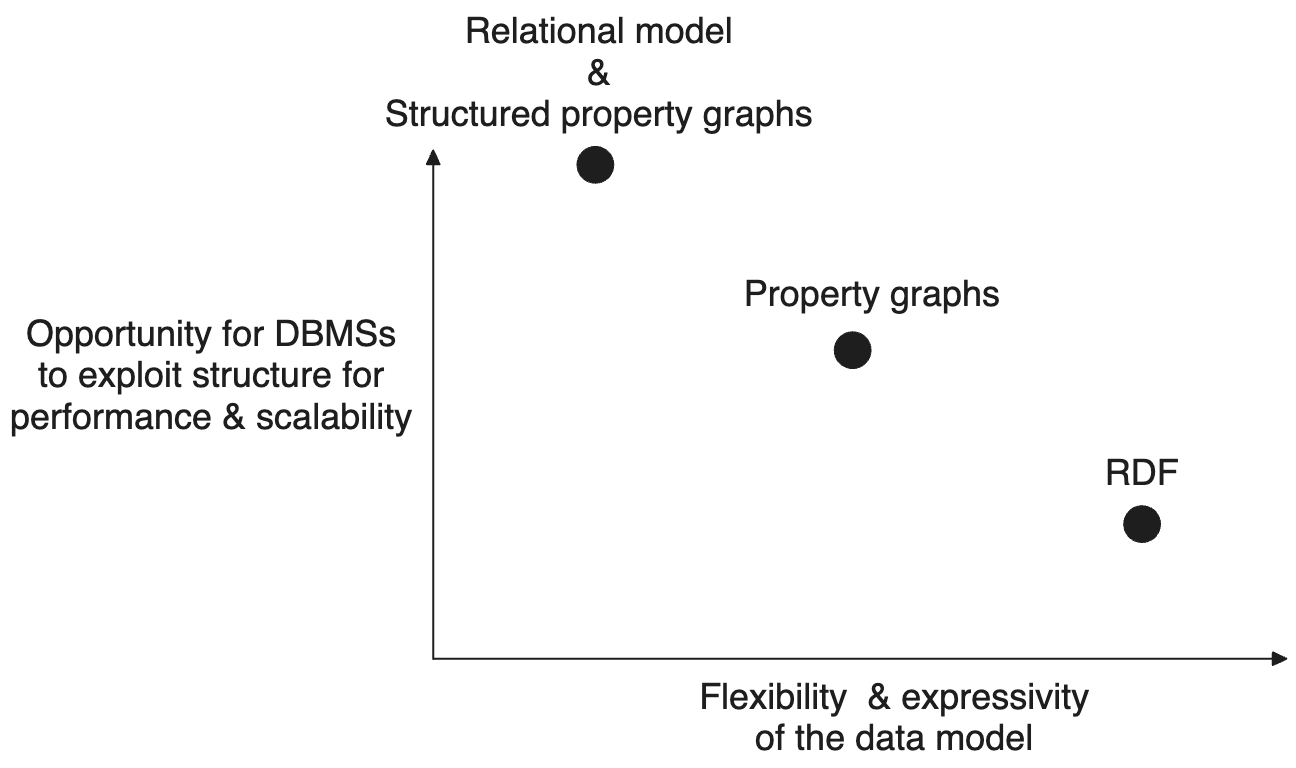 Relational model
&
Structured property graphs
Property graphs
Opportunity for DBMSs
to exploit structure for
performance & scalability
RDF
Flexibility & expressivity
of the data model